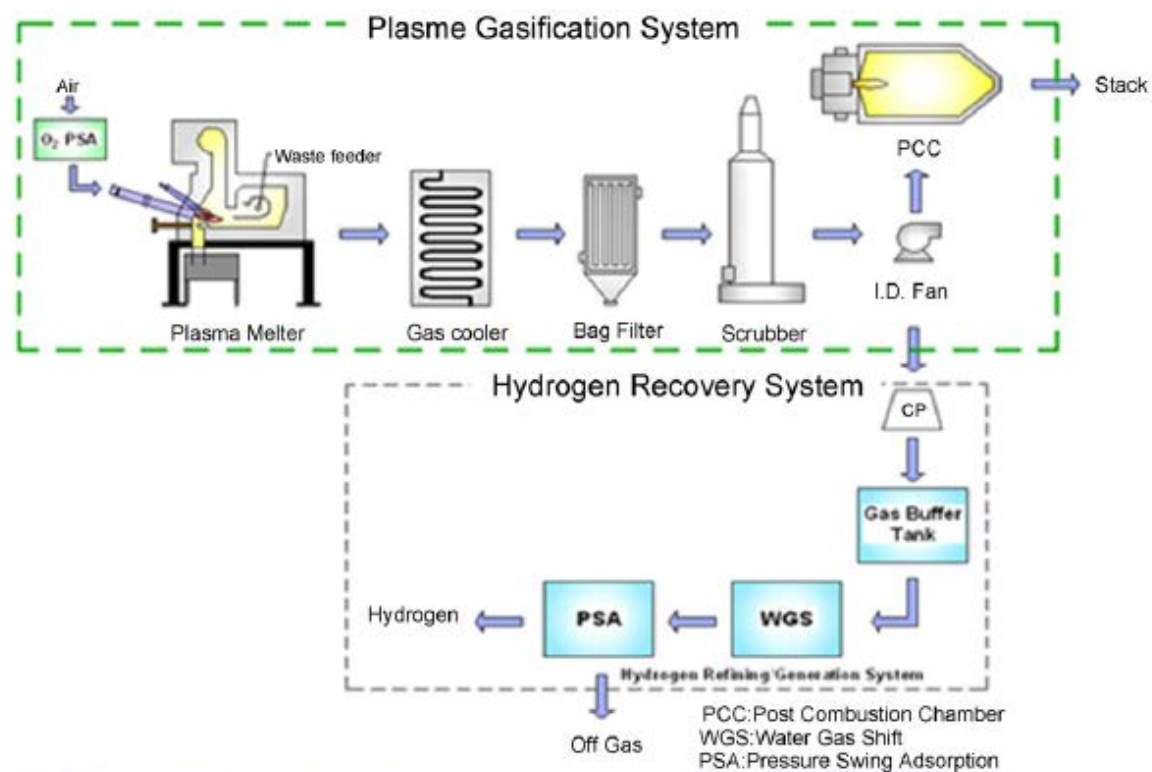 Plasme Gasification System
Air
O₂ PSA
Waste feeder
Plasma Melter
Gas cooler
Bag Filter
Scrubber
PCC
I.D. Fan
Stack
Hydrogen Recovery System
CP
Gas Buffer
Tank
WGS
PSA
Hydrogen
Hydrogen Refining/Generation System
Off Gas
PCC:Post Combustion Chamber
WGS:Water Gas Shift
PSA:Pressure Swing Adsorption